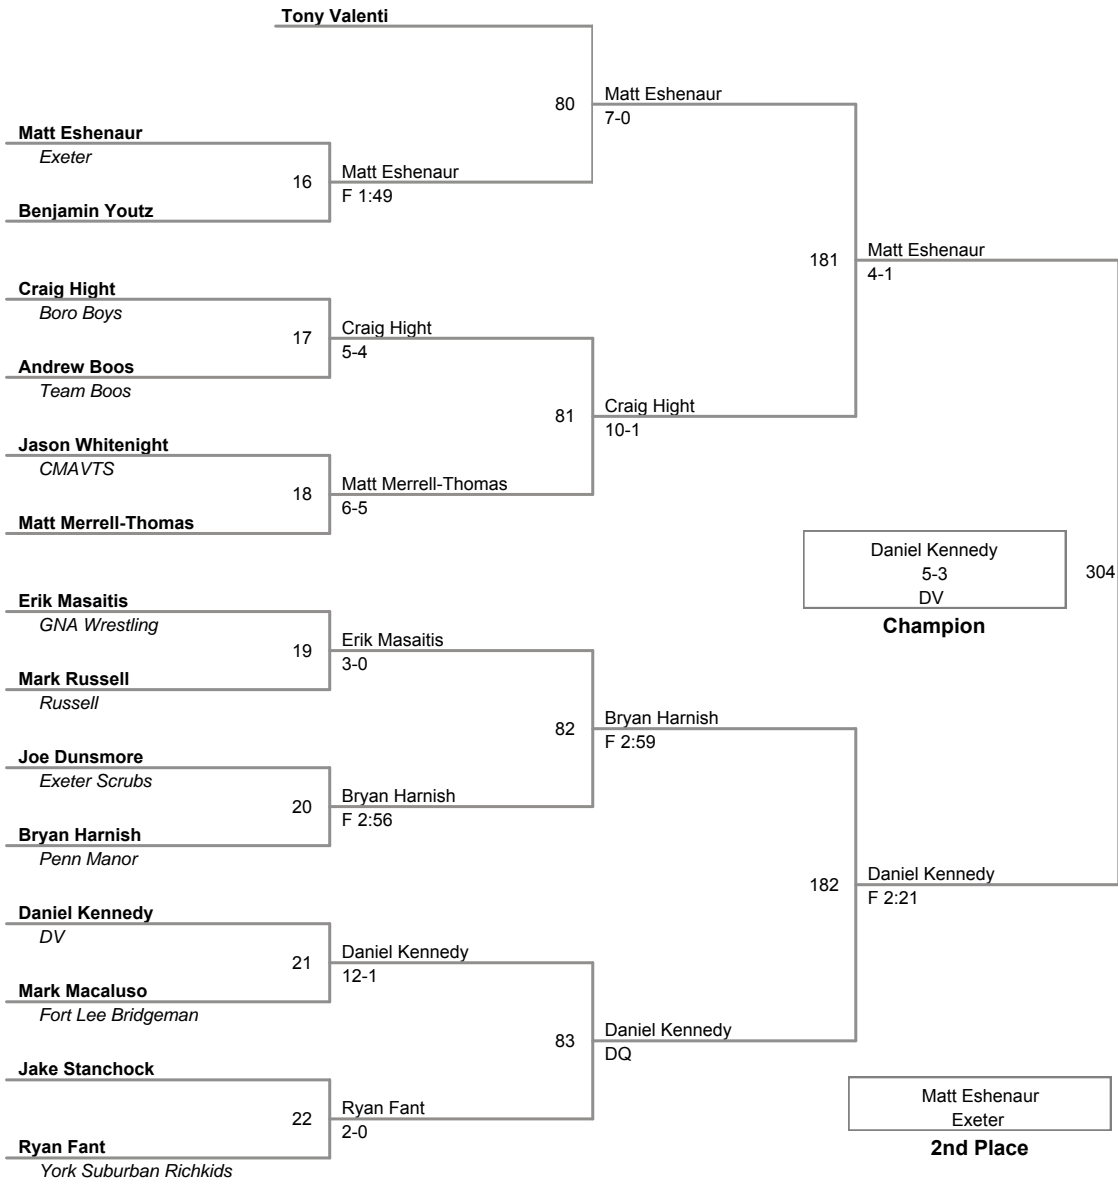 Tony Valenti
80
Matt Eshenaur
7-0
Matt Eshenaur
Exeter
16
Matt Eshenaur
F 1:49
Benjamin Youtz
181
Matt Eshenaur
4-1
Craig Hight
Boro Boys
17
Craig Hight
5-4
Andrew Boos
Team Boos
81
Craig Hight
10-1
Jason Whitenight
CMAVTS
18
Matt Merrell-Thomas
6-5
Matt Merrell-Thomas
Daniel Kennedy
5-3
DV
304
Champion
Erik Masaitis
GNA Wrestling
19
Erik Masaitis
3-0
Mark Russell
Russell
82
Bryan Harnish
F 2:59
Joe Dunsmore
Exeter Scrubs
20
Bryan Harnish
F 2:56
Bryan Harnish
Penn Manor
182
Daniel Kennedy
F 2:21
Daniel Kennedy
DV
21
Daniel Kennedy
12-1
Mark Macaluso
Fort Lee Bridgeman
83
Daniel Kennedy
DQ
Jake Stanchock
22
Ryan Fant
2-0
Ryan Fant
York Suburban Richkids
Matt Eshenaur
Exeter
2nd Place